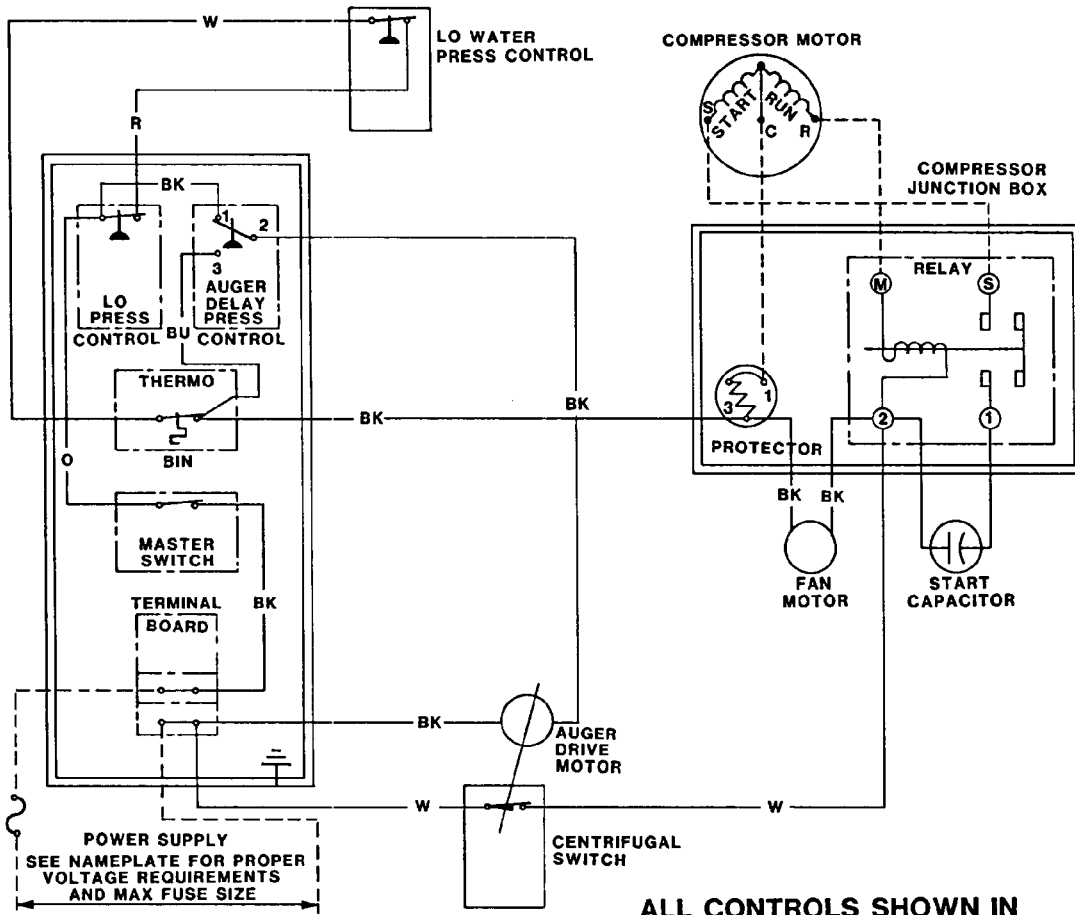 W
LO WATER
PRESS CONTROL
COMPRESSOR MOTOR
S
START
RUN
C
R
R
COMPRESSOR
JUNCTION BOX
BK
1
2
3
LO
PRESS
CONTROL
AUGER
DELAY
PRESS
CONTROL
BU
RELAY
M
S
THERMO
BIN
BK
BK
3
1
PROTECTOR
2
1
O
MASTER
SWITCH
BK
BK
BK
FAN
MOTOR
START
CAPACITOR
TERMINAL
BOARD
BK
AUGER
DRIVE
MOTOR
W
W
CENTRIFUGAL
SWITCH
POWER SUPPLY
SEE NAMEPLATE FOR PROPER
VOLTAGE REQUIREMENTS
AND MAX FUSE SIZE
ALL CONTROLS SHOWN IN